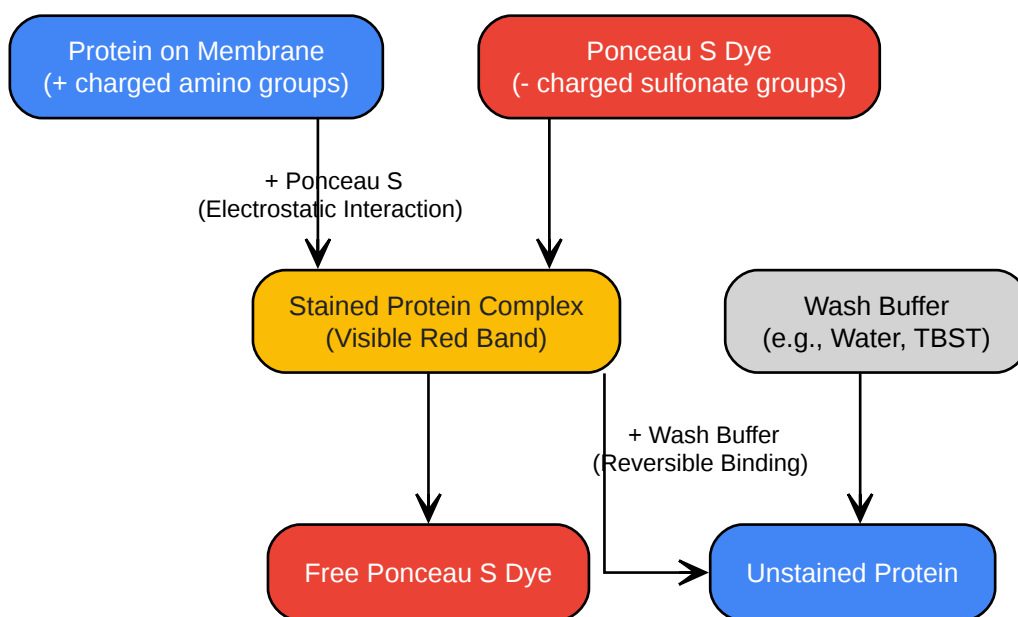 Protein on Membrane
(+ charged amino groups)
Ponceau S Dye
(- charged sulfonate groups)
+ Ponceau S
(Electrostatic Interaction)
Stained Protein Complex
(Visible Red Band)
Wash Buffer
(e.g., Water, TBST)
+ Wash Buffer
(Reversible Binding)
Free Ponceau S Dye
Unstained Protein